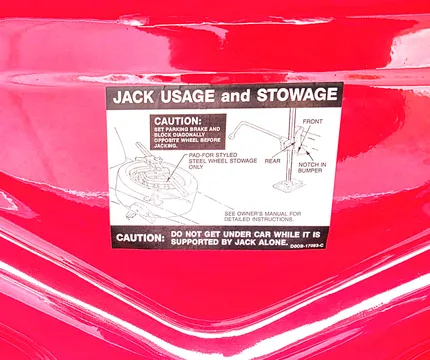 JACK USAGE and STOWAGE
CAUTION:
SET PARKING BRAKE AND
BLOCK DIAGONALLY
OPPOSITE WHEEL BEFORE
JACKING.
FRONT
PAD-FOR STYLED
STEEL WHEEL STOWAGE
ONLY
REAR
NOTCH IN
BUMPER
SEE OWNER'S MANUAL FOR
DETAILED INSTRUCTIONS.
CAUTION: DO NOT GET UNDER CAR WHILE IT IS
SUPPORTED BY JACK ALONE.
D0OB-17093-C